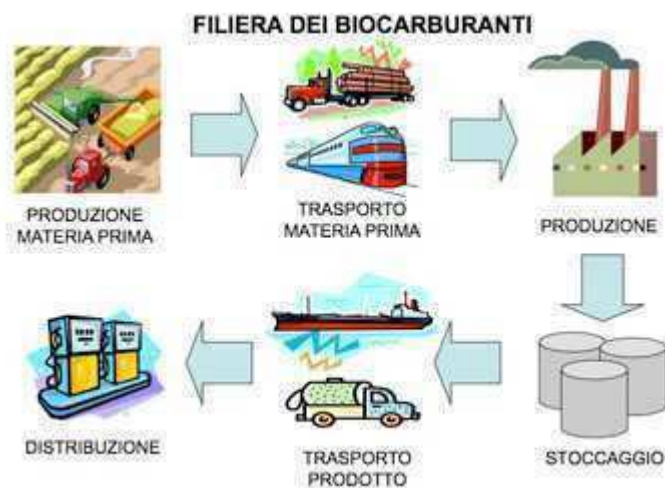 FILIERA DEI BIOCARBURANTI
PRODUZIONE
MATERIA PRIMA
TRASPORTO
MATERIA PRIMA
PRODUZIONE
DISTRIBUZIONE
TRASPORTO
PRODOTTO
STOCCAGGIO